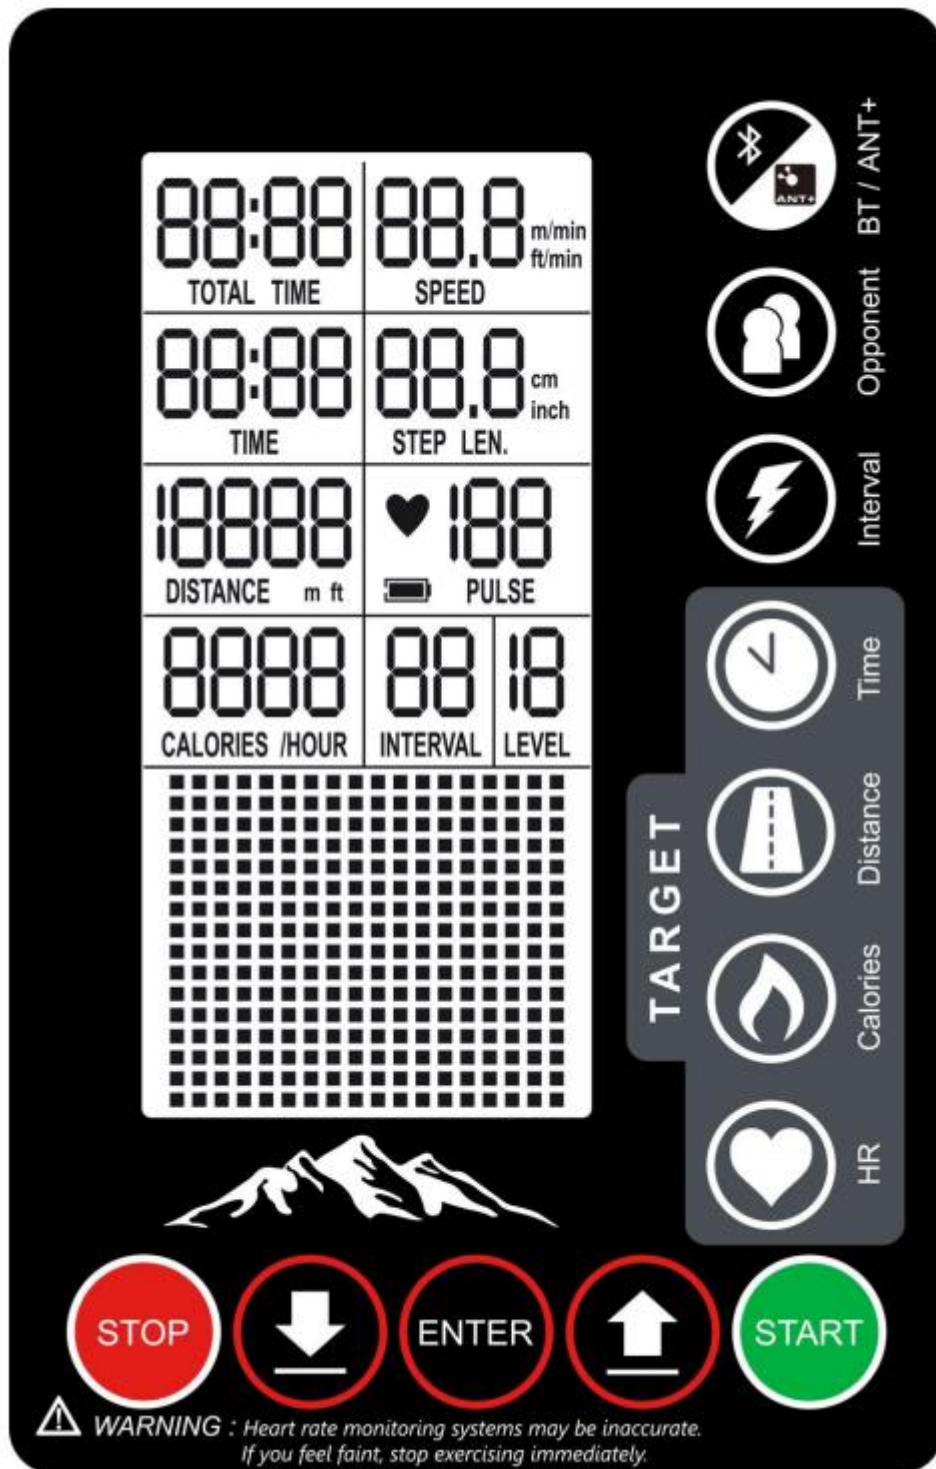 88:88 88.8 m/min
ft/min
TOTAL TIME SPEED
88:88 88.8 cm
inch
TIME STEP LEN.
18888 188
DISTANCE m ft PULSE
8888 88 18
CALORIES /HOUR INTERVAL LEVEL
BT / ANT+
ANT+
Opponent
Interval
TARGET
Time
Distance
Calories
HR
STOP ENTER START
WARNING : Heart rate monitoring systems may be inaccurate.
If you feel faint, stop exercising immediately.